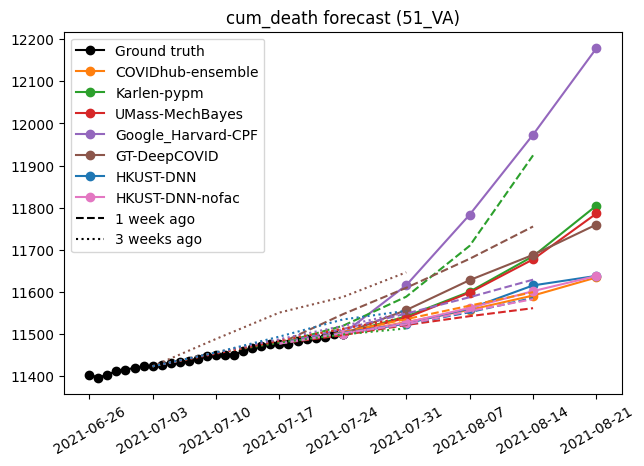 cum_death forecast (51_VA)
12200
12100
12000
11900
11800
11700
11600
11500
11400
Ground truth
COVIDhub-ensemble
Karlen-pypm
UMass-MechBayes
Google_Harvard-CPF
GT-DeepCOVID
HKUST-DNN
HKUST-DNN-nofac
1 week ago
3 weeks ago
2021-06-26
2021-07-03
2021-07-10
2021-07-17
2021-07-24
2021-07-31
2021-08-07
2021-08-14
2021-08-21